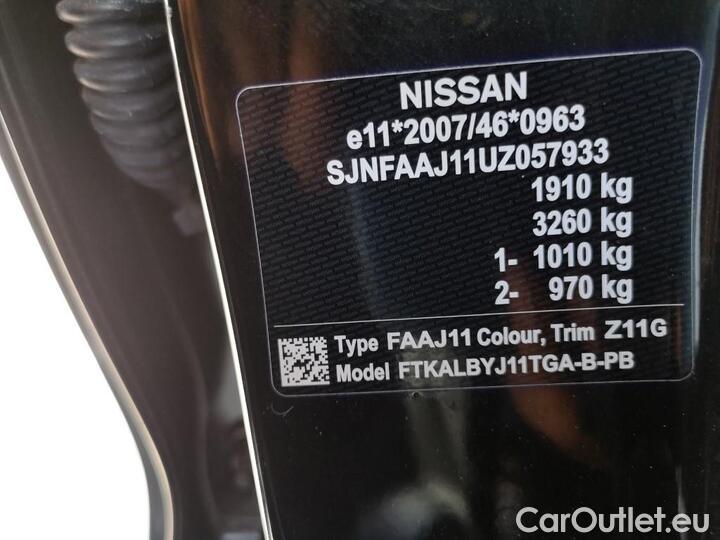 NISSAN
e11*2007/46*0963
SJNFAAJ11UZ057933
1910 kg
3260 kg
1- 1010 kg
2- 970 kg
Type FAAJ11 Colour, Trim Z11G
Model FTKALBYJ11TGA-B-PB
CarOutlet.eu